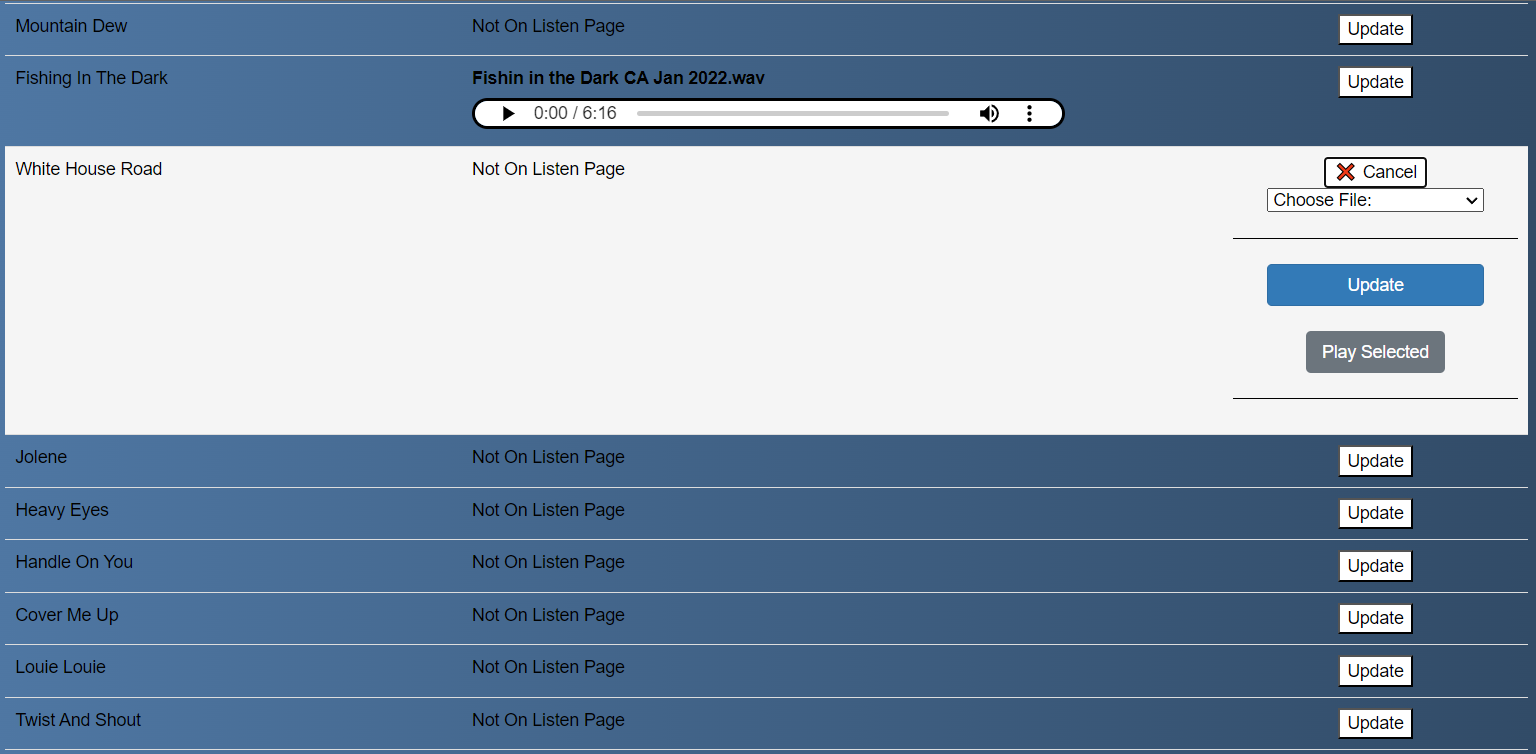 Mountain Dew Not On Listen Page Update
Fishing In The Dark Fishin in the Dark CA Jan 2022.wav Update
0:00 / 6:16
White House Road Not On Listen Page Cancel
Choose File:
Update
Play Selected
Jolene Not On Listen Page Update
Heavy Eyes Not On Listen Page Update
Handle On You Not On Listen Page Update
Cover Me Up Not On Listen Page Update
Louie Louie Not On Listen Page Update
Twist And Shout Not On Listen Page Update